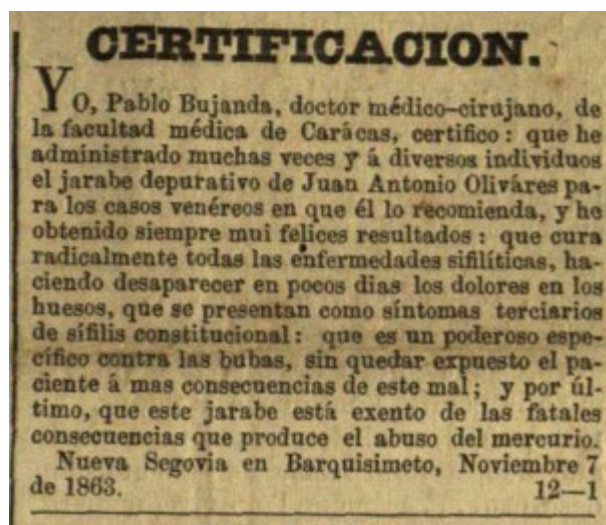 CERTIFICACION.
YO, Pablo Bujanda, doctor médico-cirujano, de
la facultad médica de Carácas, certifico: que he
administrado muchas veces y á diversos individuos
el jarabe depurativo de Juan Antonio Oliváres pa-
ra los casos venéreos en que él lo recomienda, y he
obtenido siempre mui felices resultados: que cura
radicalmente todas las enfermedades sifilíticas, ha-
ciendo desaparecer en pocos dias los dolores en los
huesos, que se presentan como síntomas terciarios
de sífilis constitucional: que es un poderoso espe-
cífico contra las bubas, sin quedar expuesto el pa-
ciente á mas consecuencias de este mal; y por úl-
timo, que este jarabe está exento de las fatales
consecuencias que produce el abuso del mercurio.
Nueva Segovia en Barquisimeto, Noviembre 7
de 1863. 12—1